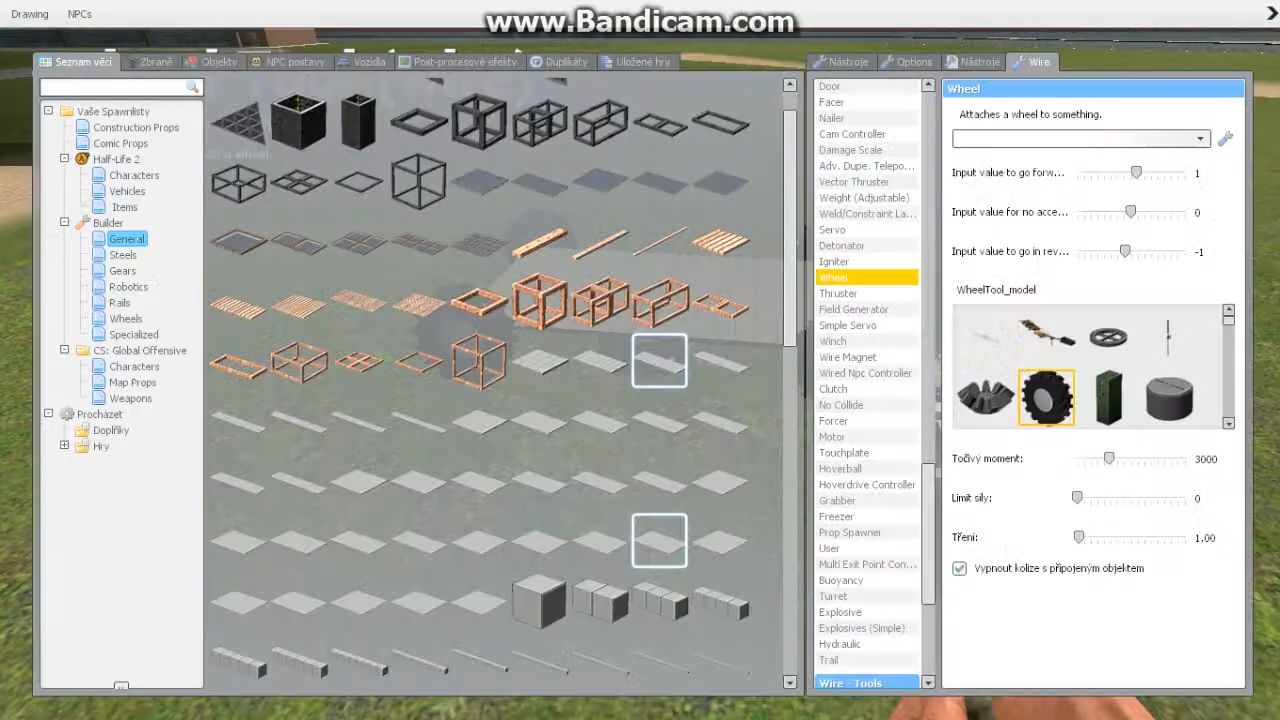 Drawing NPCs
www.Bandicam.com
Seznam věcí Zbraně Objekty NPC postavy Vozidla Post-procesové efekty Duplikáty Uložené hry
Nástroje Options Nástroje Wire
Vaše Spawnlisty
Construction Props
Comic Props
Half-Life 2
Characters
Vehicles
Items
Builder
General
Steels
Gears
Robotics
Rails
Wheels
Specialized
CS: Global Offensive
Characters
Map Props
Weapons
Procházet
Doplňky
Hry
Door
Facer
Nailer
Cam Controller
Damage Scale
Adv. Dupe. Telepo...
Vector Thruster
Weight (Adjustable)
Weld/Constraint La...
Servo
Detonator
Igniter
Wheel
Thruster
Field Generator
Simple Servo
Winch
Wire Magnet
Wired Npc Controller
Clutch
No Collide
Forcer
Motor
Touchplate
Hoverball
Hoverdrive Controller
Grabber
Freezer
Prop Spawner
User
Multi Exit Point Con...
Buoyancy
Turret
Explosive
Explosives (Simple)
Hydraulic
Trail
Wire - Tools
Wheel
Attaches a wheel to something.
Input value to go forw... 1
Input value for no acce... 0
Input value to go in rev... -1
WheelTool_model
Točivý moment: 3000
Limit síly: 0
Tření: 1.00
Vypnout kolize s připojeným objektem